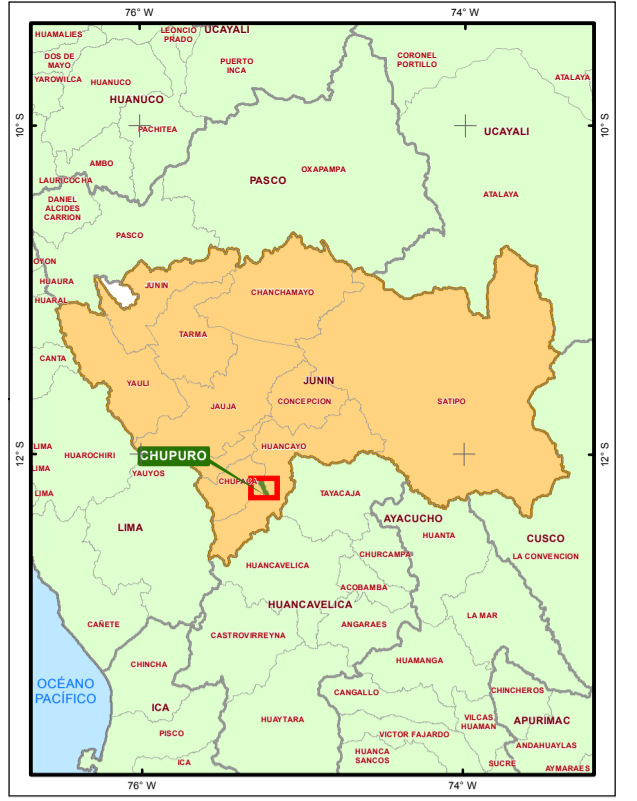 76° W
74° W
HUAMALIES
LEONCIO
PRADO
UCAYALI
DOS DE
MAYO
PUERTO
INCA
CORONEL
PORTILLO
YAROWILCA
HUANUCO
ATALAYA
HUANUCO
10° S
10° S
PACHITEA
UCAYALI
AMBO
OXAPAMPA
LAURICOCHA
PASCO
ATALAYA
DANIEL
ALCIDES
CARRION
PASCO
OYON
HUAURA
JUNIN
CHANCHAMAYO
HUARAL
TARMA
CANTA
YAULI
JUNIN
JAUJA
CONCEPCION
SATIPO
LIMA
HUANCAYO
12° S
HUAROCHIRI
CHUPURO
12° S
LIMA
YAUYOS
CHUPACA
LIMA
TAYACAJA
LIMA
AYACUCHO
HUANTA
CUSCO
CHURCAMPA
LA CONVENCION
HUANCAVELICA
ACOBAMBA
HUANCAVELICA
LA MAR
CAÑETE
ANGARAES
CASTROVIRREYNA
CHINCHA
HUAMANGA
OCÉANO
PACÍFICO
CANGALLO
CHINCHEROS
ICA
HUAYTARA
VILCAS
HUAMAN
APURIMAC
PISCO
VICTOR FAJARDO
ANDAHUAYLAS
HUANCA
SANCOS
ICA
SUCRE
AYMARAES
76° W
74° W